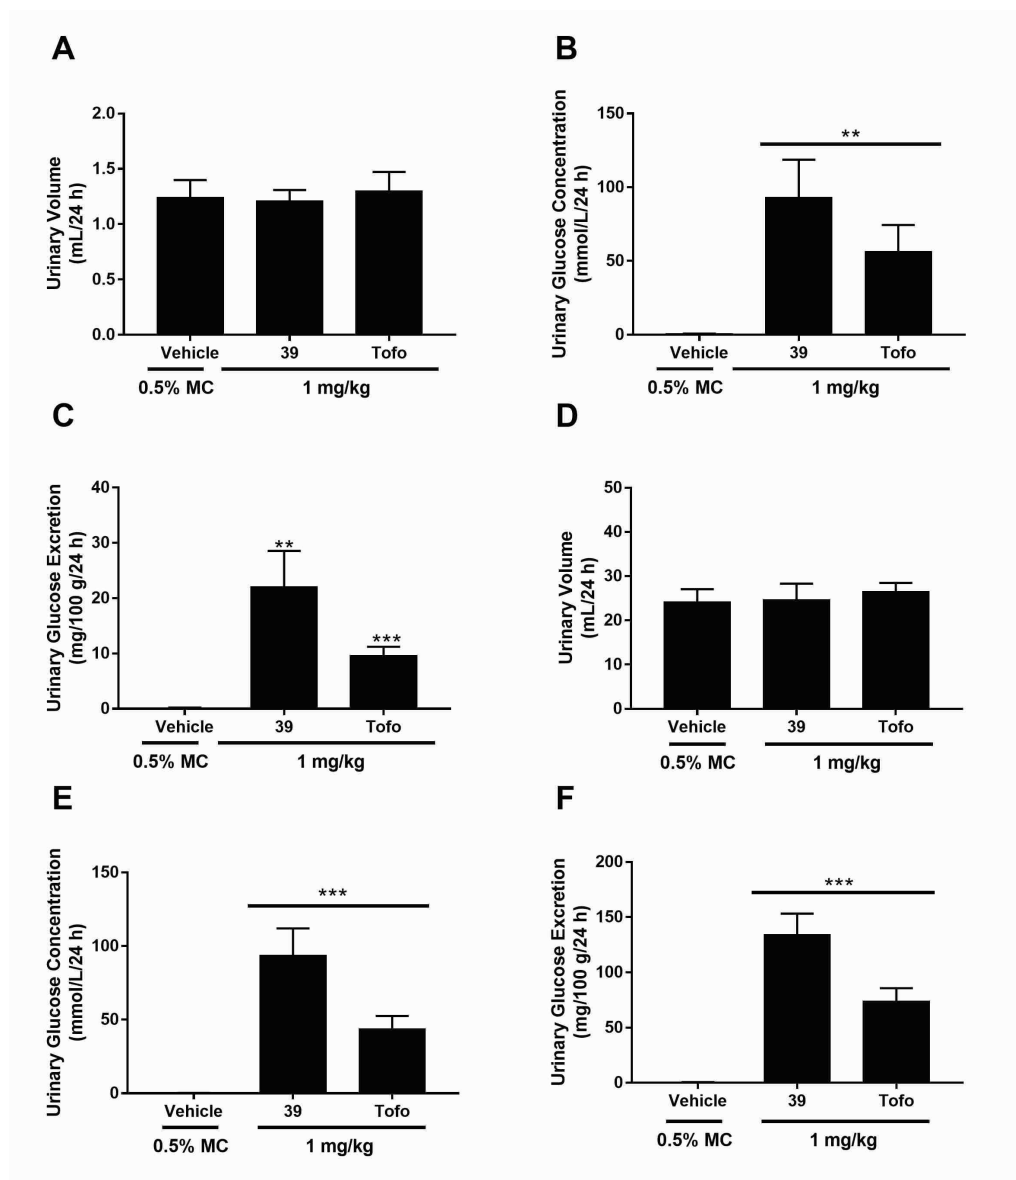 A
Urinary Volume
(mL/24 h)
2.0
1.5
1.0
0.5
0.0
Vehicle 39 Tofo
0.5% MC 1 mg/kg
B
Urinary Glucose Concentration
(mmol/L/24 h)
150
100
50
0
**
Vehicle 39 Tofo
0.5% MC 1 mg/kg
C
Urinary Glucose Excretion
(mg/100 g/24 h)
40
30
20
10
0
**
***
Vehicle 39 Tofo
0.5% MC 1 mg/kg
D
Urinary Volume
(mL/24 h)
50
40
30
20
10
0
Vehicle 39 Tofo
0.5% MC 1 mg/kg
E
Urinary Glucose Concentration
(mmol/L/24 h)
150
100
50
0
***
Vehicle 39 Tofo
0.5% MC 1 mg/kg
F
Urinary Glucose Excretion
(mg/100 g/24 h)
200
150
100
50
0
***
Vehicle 39 Tofo
0.5% MC 1 mg/kg